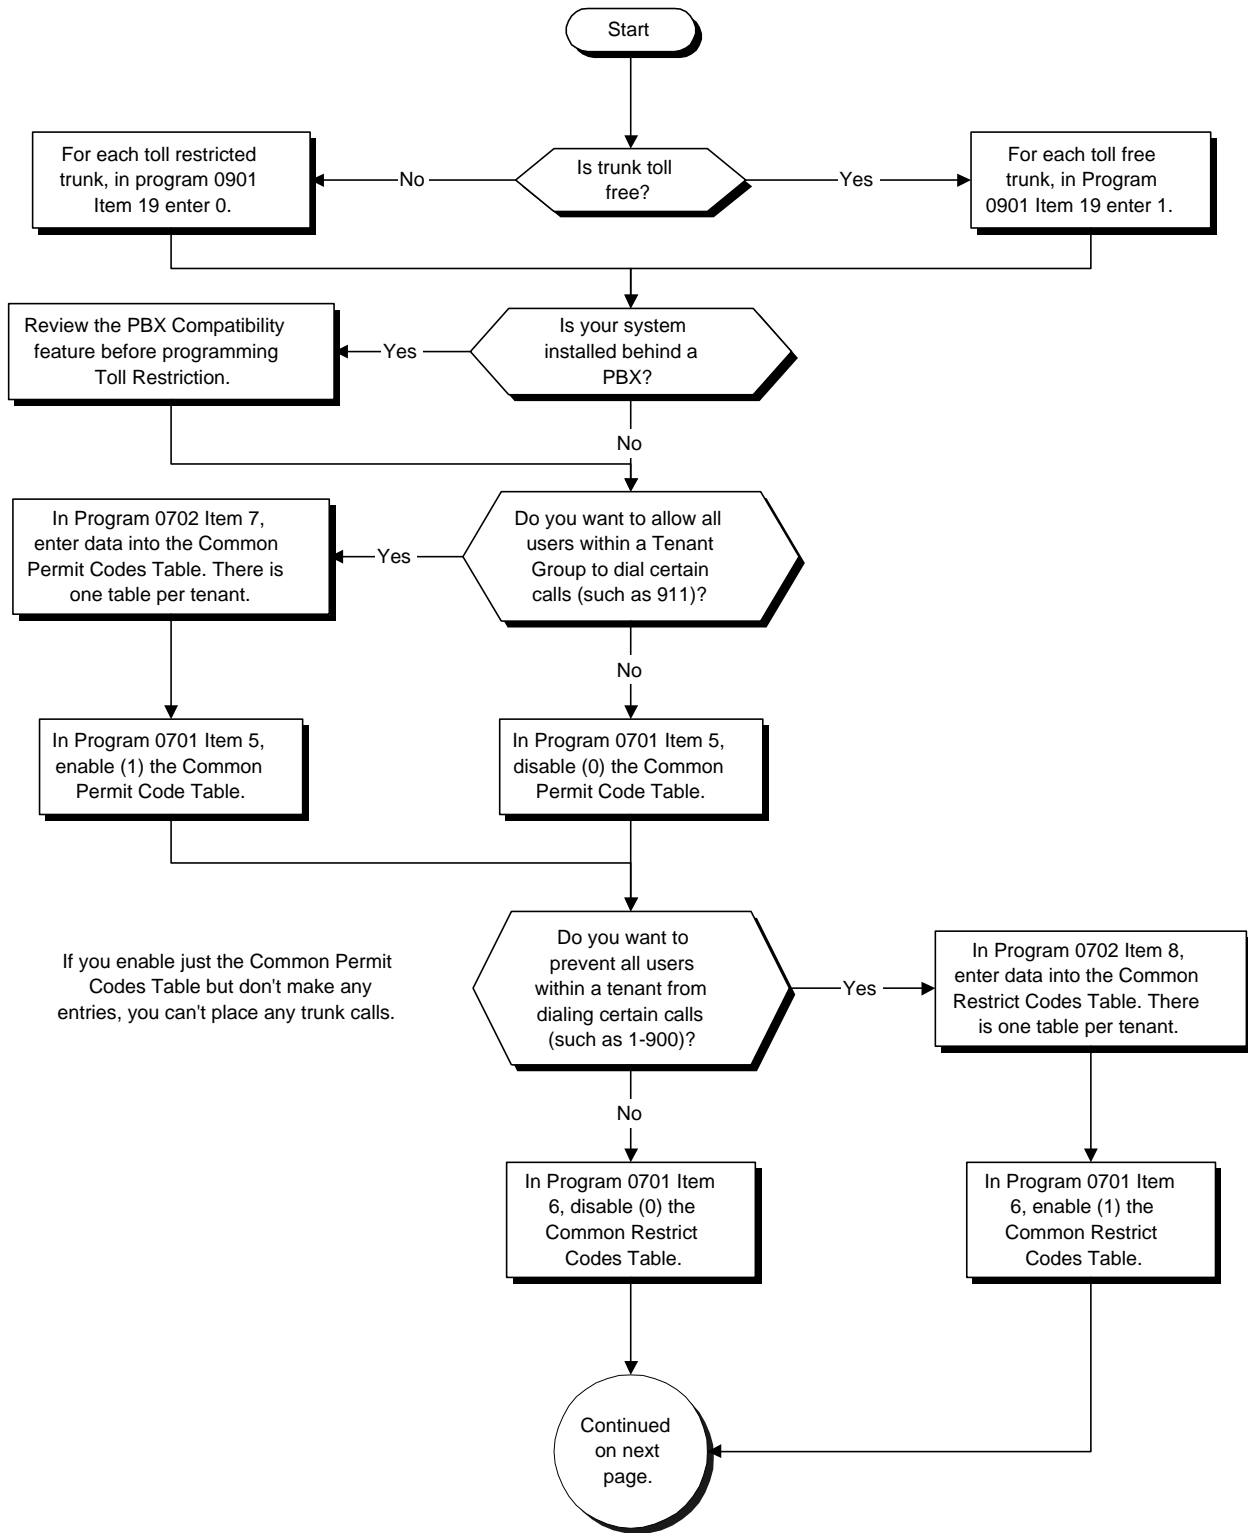 Start
For each toll restricted
trunk, in program 0901
Item 19 enter 0.
No
Is trunk toll
free?
Yes
For each toll free
trunk, in Program
0901 Item 19 enter 1.
Review the PBX Compatibility
feature before programming
Toll Restriction.
Yes
Is your system
installed behind a
PBX?
No
In Program 0702 Item 7,
enter data into the Common
Permit Codes Table. There is
one table per tenant.
Yes
Do you want to allow all
users within a Tenant
Group to dial certain
calls (such as 911)?
No
In Program 0701 Item 5,
enable (1) the Common
Permit Code Table.
In Program 0701 Item 5,
disable (0) the Common
Permit Code Table.
If you enable just the Common Permit
Codes Table but don't make any
entries, you can't place any trunk calls.
Do you want to
prevent all users
within a tenant from
dialing certain calls
(such as 1-900)?
Yes
In Program 0702 Item 8,
enter data into the Common
Restrict Codes Table. There
is one table per tenant.
No
In Program 0701 Item
6, disable (0) the
Common Restrict
Codes Table.
In Program 0701 Item
6, enable (1) the
Common Restrict
Codes Table.
Continued
on next
page.